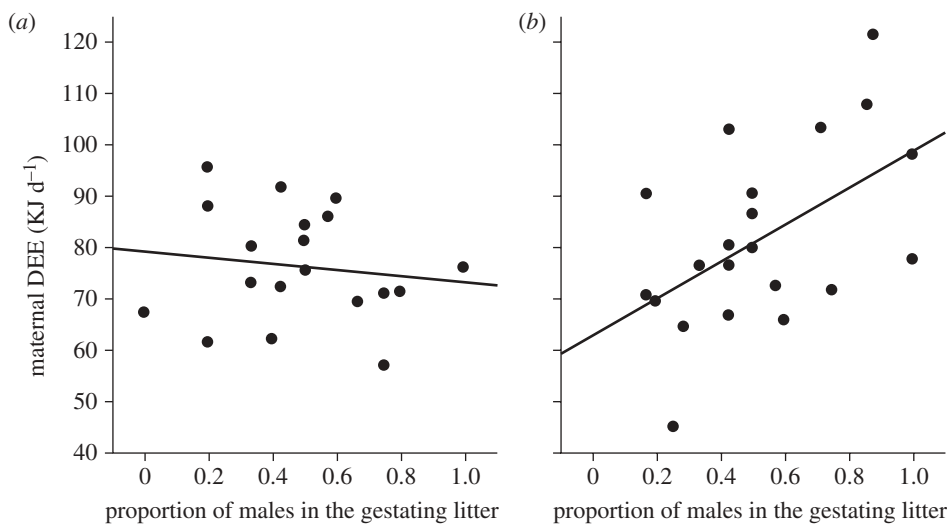 (a)
(b)
120
110
100
90
80
70
60
50
40
maternal DEE (KJ d−1)
0 0.2 0.4 0.6 0.8 1.0
0 0.2 0.4 0.6 0.8 1.0
proportion of males in the gestating litter
proportion of males in the gestating litter